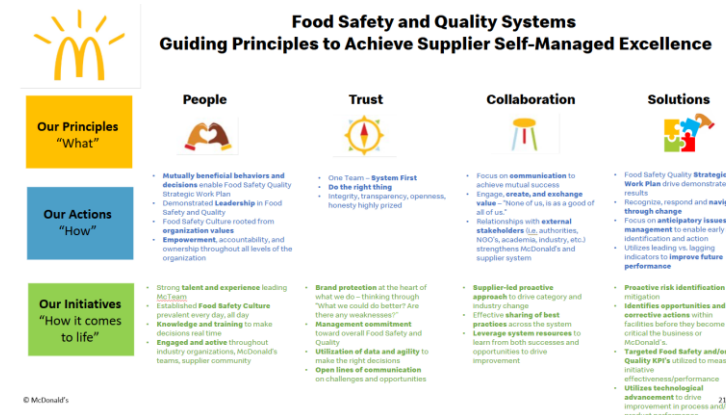 Food Safety and Quality Systems
Guiding Principles to Achieve Supplier Self-Managed Excellence
People
Trust
Collaboration
Solutions
Our Principles
"What"
Our Actions
"How"
• Mutually beneficial behaviors and
decisions enable Food Safety Quality
Strategic Work Plan
• Demonstrated Leadership in Food
Safety and Quality
• Food Safety Culture rooted from
organization values
• Empowerment, accountability, and
ownership throughout all levels of the
organization
• One Team – System First
• Do the right thing
• Integrity, transparency, openness,
honesty highly prized
• Focus on communication to
achieve mutual success
• Engage, create, and exchange
value – "None of us, is as a good of
all of us."
• Relationships with external
stakeholders (i.e. authorities,
NGO's, academia, industry, etc.)
strengthens McDonald's and
supplier system
• Food Safety Quality Strategic
Work Plan drive demonstrate
results
• Recognize, respond and navi
through change
• Focus on anticipatory issues
management to enable early
identification and action
• Utilizes leading vs. lagging
indicators to improve future
performance
Our Initiatives
"How it comes
to life"
• Strong talent and experience leading
McTeam
• Established Food Safety Culture
prevalent every day, all day
• Knowledge and training to make
decisions real time
• Engaged and active throughout
industry organizations, McDonald's
teams, supplier community
• Brand protection at the heart of
what we do – thinking through
"What we could do better? Are
there any weaknesses?"
• Management commitment
toward overall Food Safety and
Quality
• Utilization of data and agility to
make the right decisions
• Open lines of communication
on challenges and opportunities
• Supplier-led proactive
approach to drive category and
industry change
• Effective sharing of best
practices across the system
• Leverage system resources to
learn from both successes and
opportunities to drive
improvement
• Proactive risk identification
mitigation
• Identifies opportunities and
corrective actions within
facilities before they become
critical the business or
McDonald's.
• Targeted Food Safety and/or
Quality KPI's utilized to meas
initiative
effectiveness/performance
• Utilizes technological
advancement to drive
improvement in process and/
© McDonald's
21